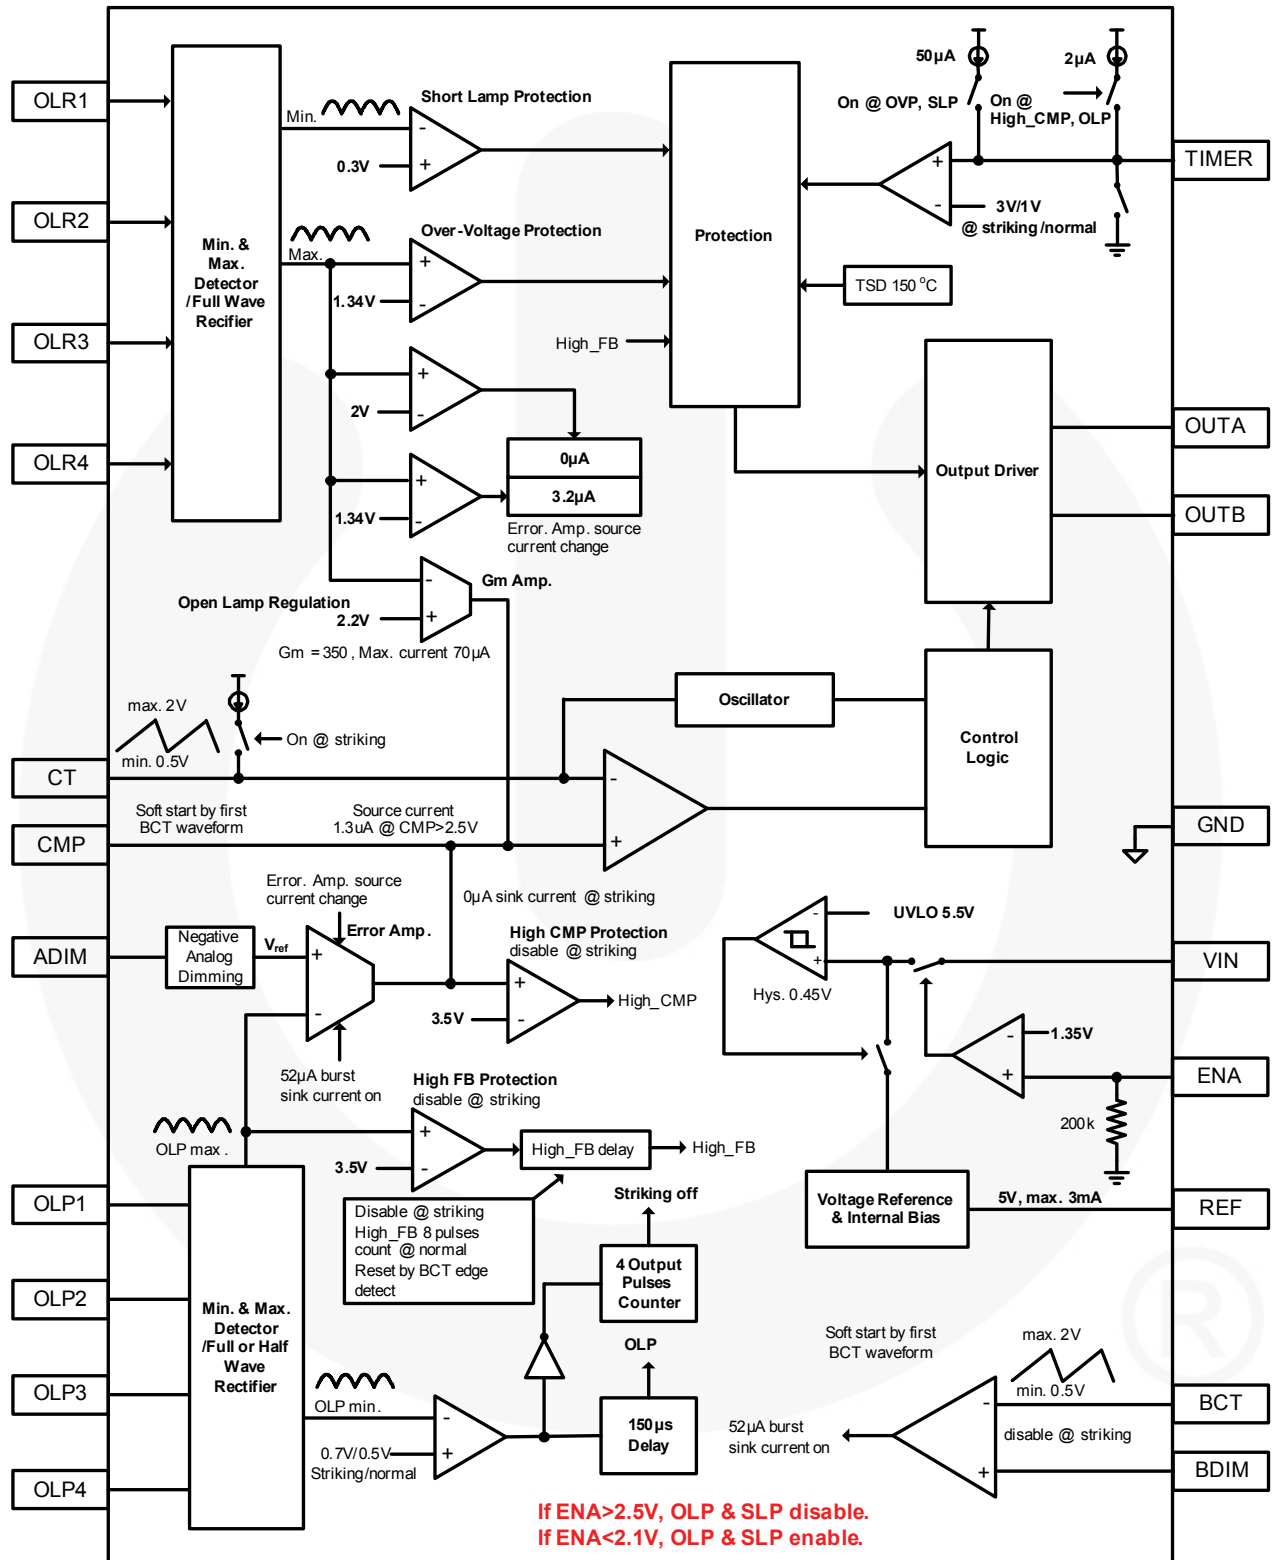 50µA
2µA
OLR1
Short Lamp Protection
Min.
-
+
0.3V
On @ OVP, SLP
On @
High_CMP, OLP
TIMER
+
-
3V/1V
@ striking/normal
OLR2
Min. &
Max.
Detector
/Full Wave
Recifier
Max.
Over-Voltage Protection
+
-
1.34V
Protection
TSD 150 °C
High_FB
OLR3
+
-
2V
OLR4
0µA
3.2µA
+
-
1.34V
Error. Amp. source
current change
Output Driver
OUTA
OUTB
Gm Amp.
-
+
Open Lamp Regulation
2.2V
Gm = 350 , Max. current 70µA
max. 2V
min. 0.5V
On @ striking
Oscillator
Control
Logic
CT
-
+
Soft start by first
BCT waveform
Source current
1.3uA @ CMP>2.5V
CMP
GND
0µA sink current @ striking
Error. Amp. source
current change
Error Amp.
ADIM
Negative
Analog
Dimming
Vref
+
-
High CMP Protection
disable @ striking
+
-
3.5V
High_CMP
52µA burst
sink current on
UVLO 5.5V
-
+
Hys. 0.45V
VIN
-
+
1.35V
ENA
200k
High FB Protection
disable @ striking
OLP max.
+
-
3.5V
High_FB delay
High_FB
Disable @ striking
High_FB 8 pulses
count @ normal
Reset by BCT edge
detect
Striking off
4 Output
Pulses
Counter
Voltage Reference
& Internal Bias
5V, max. 3mA
REF
OLP1
OLP2
OLP3
OLP4
Min. & Max.
Detector
/Full or Half
Wave
Rectifier
OLP min.
-
+
0.7V/0.5V
Striking/normal
OLP
150µs
Delay
Soft start by first
BCT waveform
max. 2V
min. 0.5V
-
+
BCT
disable @ striking
BDIM
52µA burst
sink current on
If ENA>2.5V, OLP & SLP disable.
If ENA<2.1V, OLP & SLP enable.
®